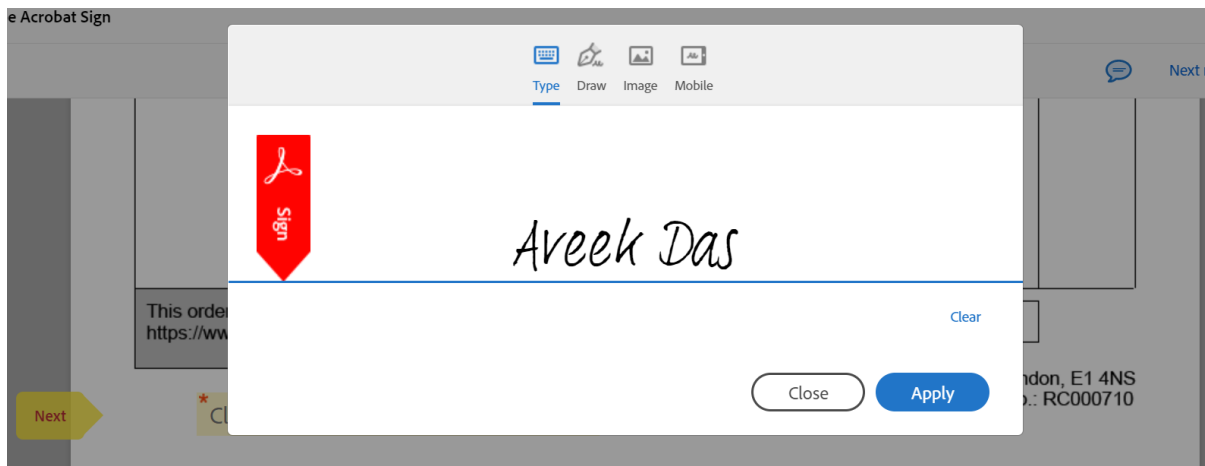 e Acrobat Sign
Type Draw Image Mobile
Next
Sign
Aveek Das
This order
https://ww
Clear
Close Apply
ndon, E1 4NS
o.: RC000710
Next
* Cl